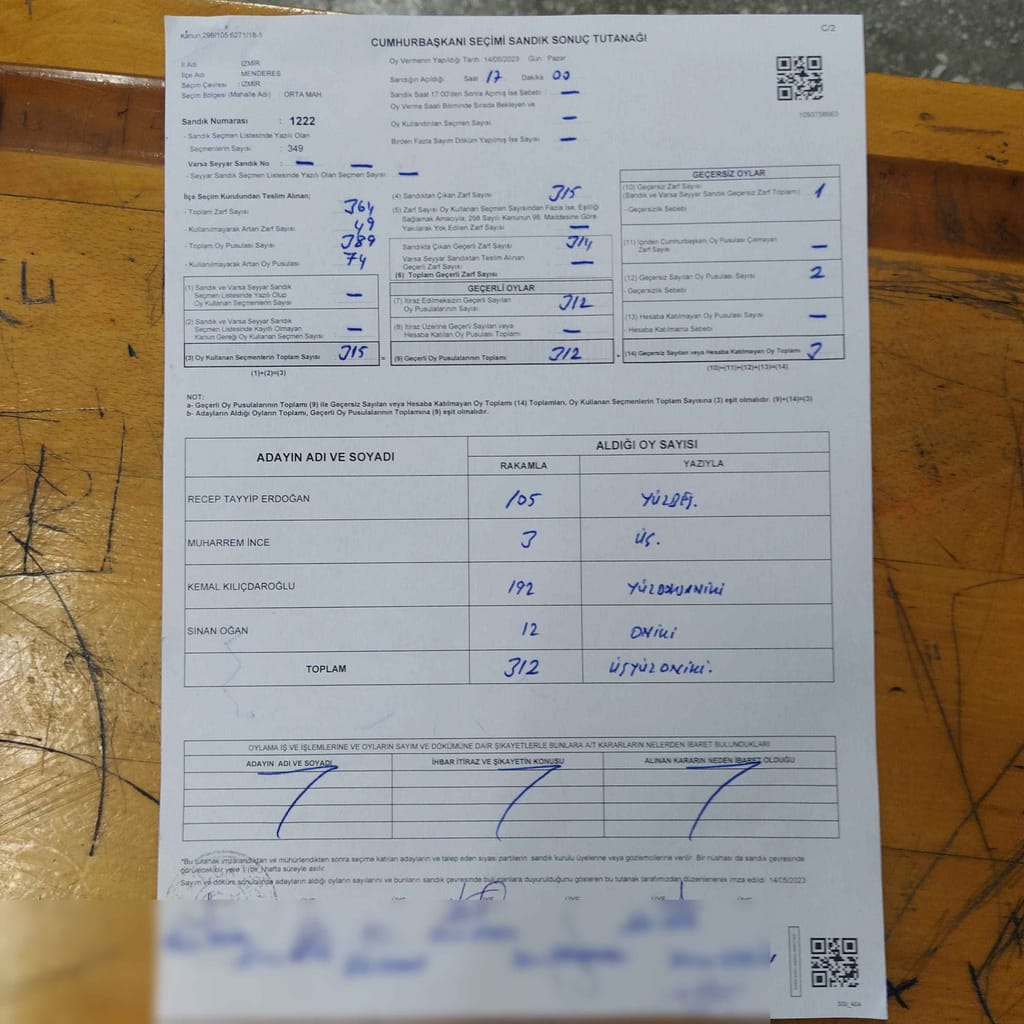 Kanun:298/105.6271/18-1
C/2
CUMHURBAŞKANI SEÇİMİ SANDIK SONUÇ TUTANAĞI
İl Adı : İZMİR
İlçe Adı : MENDERES
Seçim Çevresi : İZMİR
Seçim Bölgesi (Mahalle Adı) : ORTA MAH.
Sandık Numarası : 1222
- Sandık Seçmen Listesinde Yazılı Olan
Seçmenlerin Sayısı : 349
Varsa Seyyar Sandık No : — —
- Seyyar Sandık Seçmen Listesinde Yazılı Olan Seçmen Sayısı : —
Oy Vermenin Yapıldığı Tarih 14/05/2023 Gün : Pazar
Sandığın Açıldığı Saat 17 Dakika 00
Sandık Saat 17:00'den Sonra Açılmış İse Sebebi : —
Oy Verme Saati Bitiminde Sırada Bekleyen ve
Oy Kullandırılan Seçmen Sayısı —
Birden Fazla Sayım Döküm Yapılmış İse Sayısı —
İlçe Seçim Kurulundan Teslim Alınan;
- Toplam Zarf Sayısı 364
- Kullanılmayarak Artan Zarf Sayısı 49
- Toplam Oy Pusulası Sayısı 389
- Kullanılmayarak Artan Oy Pusulası 74
(1) Sandık ve Varsa Seyyar Sandık
Seçmen Listesinde Yazılı Olup
Oy Kullanan Seçmenlerin Sayısı —
(2) Sandık ve Varsa Seyyar Sandık
Seçmen Listesinde Kayıtlı Olmayan
Kanun Gereği Oy Kullanan Seçmen Sayısı —
(3) Oy Kullanan Seçmenlerin Toplam Sayısı 315 =
(1)+(2)=(3)
(4) Sandıktan Çıkan Zarf Sayısı 315
(5) Zarf Sayısı Oy Kullanan Seçmen Sayısından Fazla İse, Eşitliği
Sağlamak Amacıyla; 298 Sayılı Kanunun 98. Maddesine Göre
Yakılarak Yok Edilen Zarf Sayısı —
Sandıkta Çıkan Geçerli Zarf Sayısı 314
Varsa Seyyar Sandıktan Teslim Alınan
Geçerli Zarf Sayısı —
(6) Toplam Geçerli Zarf Sayısı
GEÇERLİ OYLAR
(7) İtiraz Edilmeksizin Geçerli Sayılan
Oy Pusulalarının Sayısı 312
(8) İtiraz Üzerine Geçerli Sayılan veya
Hesaba Katılan Oy Pusulası Toplamı —
(9) Geçerli Oy Pusulalarının Toplamı 312 +
GEÇERSİZ OYLAR
(10) Geçersiz Zarf Sayısı
(Sandık ve Varsa Seyyar Sandık Geçersiz Zarf Toplamı) 1
- Geçersizlik Sebebi
(11) İçinden Cumhurbaşkanı Oy Pusulası Çıkmayan
Zarf Sayısı —
(12) Geçersiz Sayılan Oy Pusulası Sayısı 2
- Geçersizlik Sebebi
(13) Hesaba Katılmayan Oy Pusulası Sayısı —
- Hesaba Katılmama Sebebi
(14) Geçersiz Sayılan veya Hesaba Katılmayan Oy Toplamı 3
(10)+(11)+(12)+(13)=(14)
NOT:
a- Geçerli Oy Pusulalarının Toplamı (9) ile Geçersiz Sayılan veya Hesaba Katılmayan Oy Toplamı (14) Toplamları, Oy Kullanan Seçmenlerin Toplam Sayısına (3) eşit olmalıdır. (9)+(14)=(3)
b- Adayların Aldığı Oyların Toplamı, Geçerli Oy Pusulalarının Toplamına (9) eşit olmalıdır.
ADAYIN ADI VE SOYADI
ALDIĞI OY SAYISI
RAKAMLA YAZIYLA
RECEP TAYYİP ERDOĞAN 105 YÜZBEŞ.
MUHARREM İNCE 3 ÜÇ.
KEMAL KILIÇDAROĞLU 192 YÜZDOKSANİKİ
SİNAN OĞAN 12 ONİKİ
TOPLAM 312 ÜÇYÜZONİKİ.
OYLAMA İŞ VE İŞLEMLERİNE VE OYLARIN SAYIM VE DÖKÜMÜNE DAİR ŞİKAYETLERLE BUNLARA AİT KARARLARIN NELERDEN İBARET BULUNDUKLARI
ADAYIN ADI VE SOYADI İHBAR İTİRAZ VE ŞİKAYETİN KONUSU ALINAN KARARIN NEDEN İBARET OLDUĞU
*Bu tutanak imzalandıktan ve mühürlendikten sonra seçime katılan adayların ve talep eden siyasi partilerin sandık kurulu üyelerine veya gözlemcilerine verilir. Bir nüshası da sandık çevresinde
görülecek bir yere 1 (bir) hafta süreyle asılır.
Sayım ve döküm sonucunda adayların aldığı oyların sayılarını ve bunların sandık çevresinde bulunanlara duyurulduğunu gösteren bu tutanak tarafımızdan düzenlenerek imza edildi. 14/05/2023